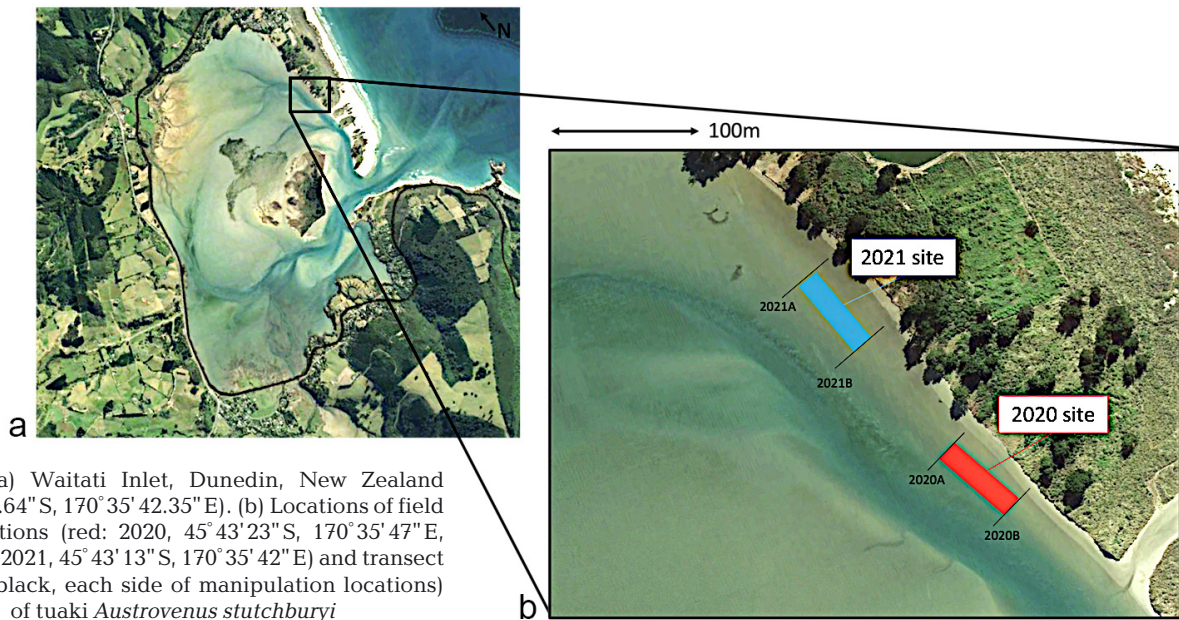 N
100m
2021 site
2021A
2021B
2020 site
2020A
2020B
a
b
a) Waitati Inlet, Dunedin, New Zealand
.64"S, 170°35'42.35"E). (b) Locations of field
tions (red: 2020, 45°43'23"S, 170°35'47"E,
2021, 45°43'13"S, 170°35'42"E) and transect
black, each side of manipulation locations)
of tuaki Austrovenus stutchburyi